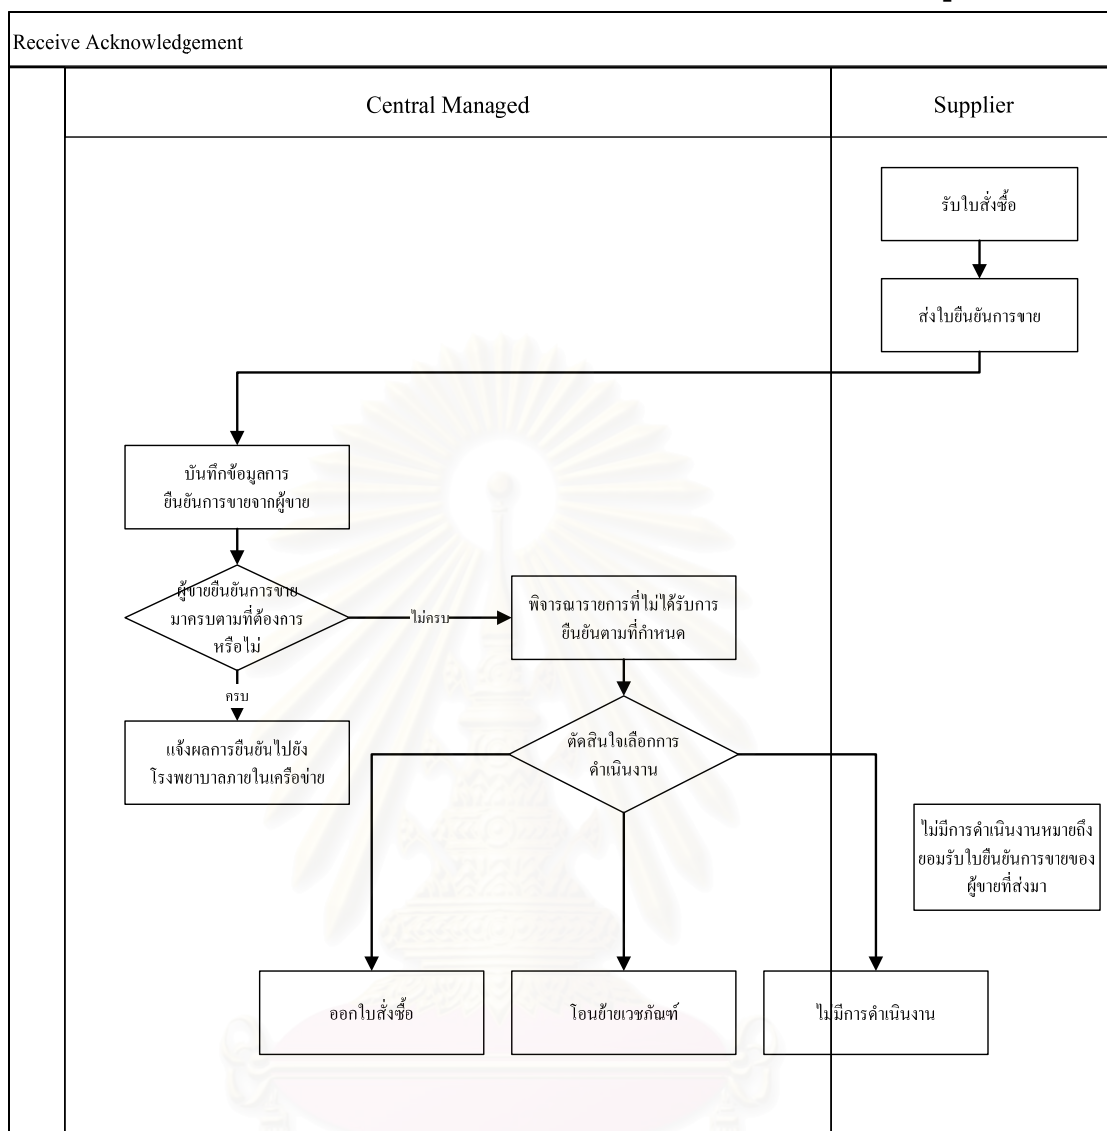 Receive Acknowledgement
Central Managed
Supplier
รับใบสั่งซื้อ
ส่งใบยืนยันการขาย
บันทึกข้อมูลการ
ยืนยันการขายจากผู้ขาย
ผู้ขายยืนยันการขาย
มาครบตามที่ต้องการ
หรือไม่
ไม่ครบ
พิจารณารายการที่ไม่ได้รับการ
ยืนยันตามที่กำหนด
ครบ
แจ้งผลการยืนยันไปยัง
โรงพยาบาลภายในเครือข่าย
ตัดสินใจเลือกการ
ดำเนินงาน
ไม่มีการดำเนินงานหมายถึง
ยอมรับใบยืนยันการขายของ
ผู้ขายที่ส่งมา
ออกใบสั่งซื้อ
โอนย้ายเวชภัณฑ์
ไม่มีการดำเนินงาน